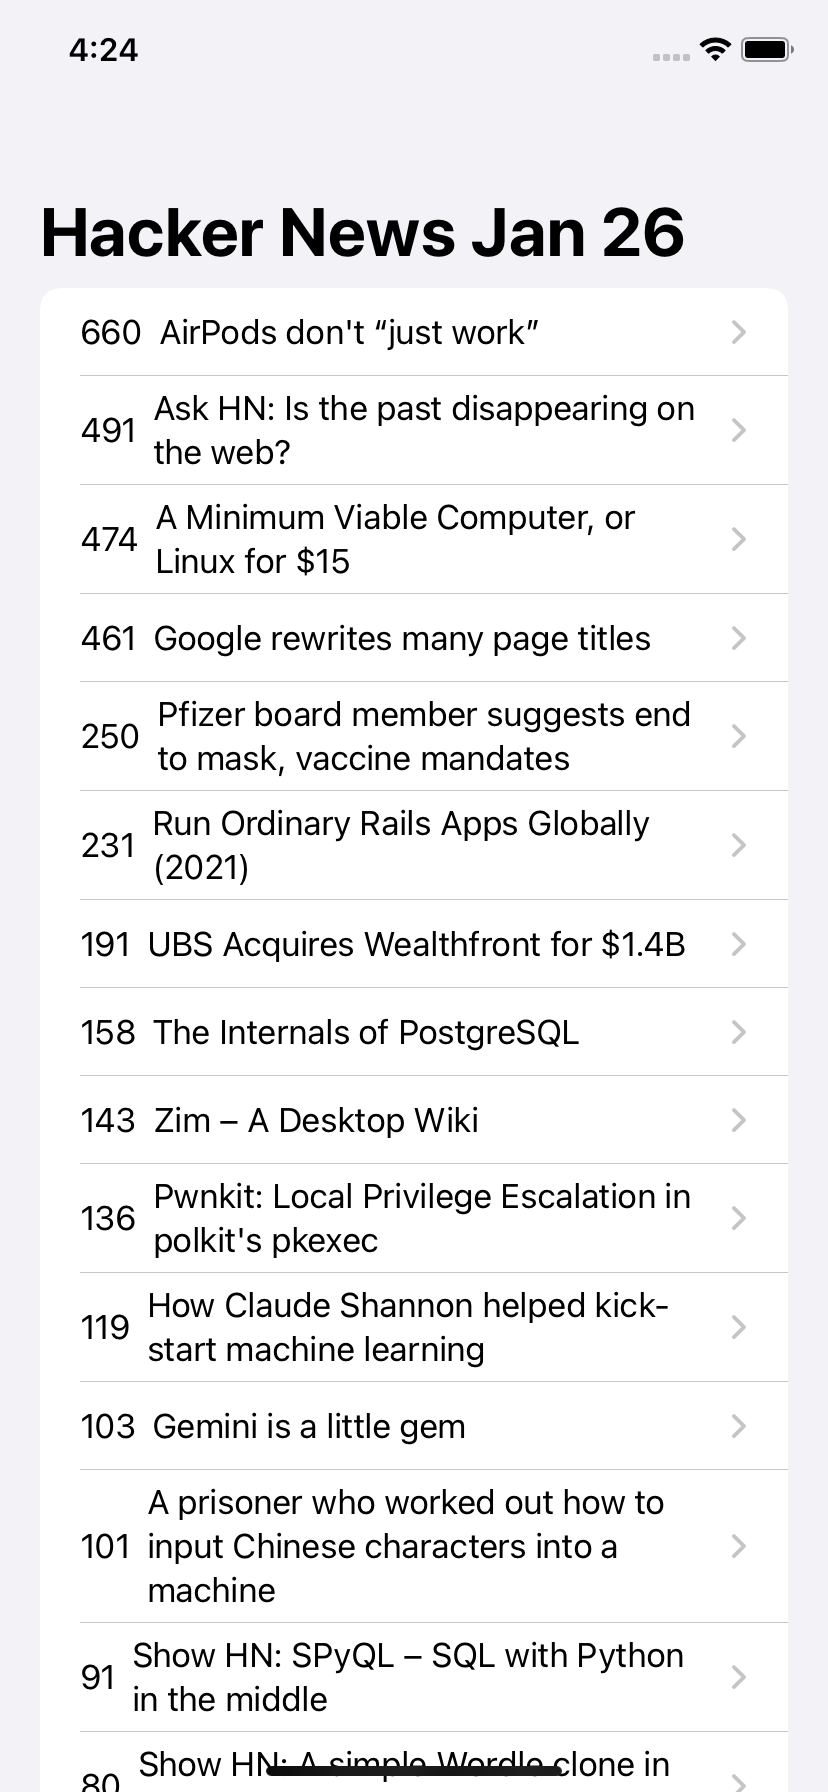 4:24
Hacker News Jan 26
660 AirPods don't “just work”
491 Ask HN: Is the past disappearing on
the web?
474 A Minimum Viable Computer, or
Linux for $15
461 Google rewrites many page titles
250 Pfizer board member suggests end
to mask, vaccine mandates
231 Run Ordinary Rails Apps Globally
(2021)
191 UBS Acquires Wealthfront for $1.4B
158 The Internals of PostgreSQL
143 Zim – A Desktop Wiki
136 Pwnkit: Local Privilege Escalation in
polkit's pkexec
119 How Claude Shannon helped kick-
start machine learning
103 Gemini is a little gem
101 A prisoner who worked out how to
input Chinese characters into a
machine
91 Show HN: SPyQL – SQL with Python
in the middle
80 Show HN: A simple Wordle clone in